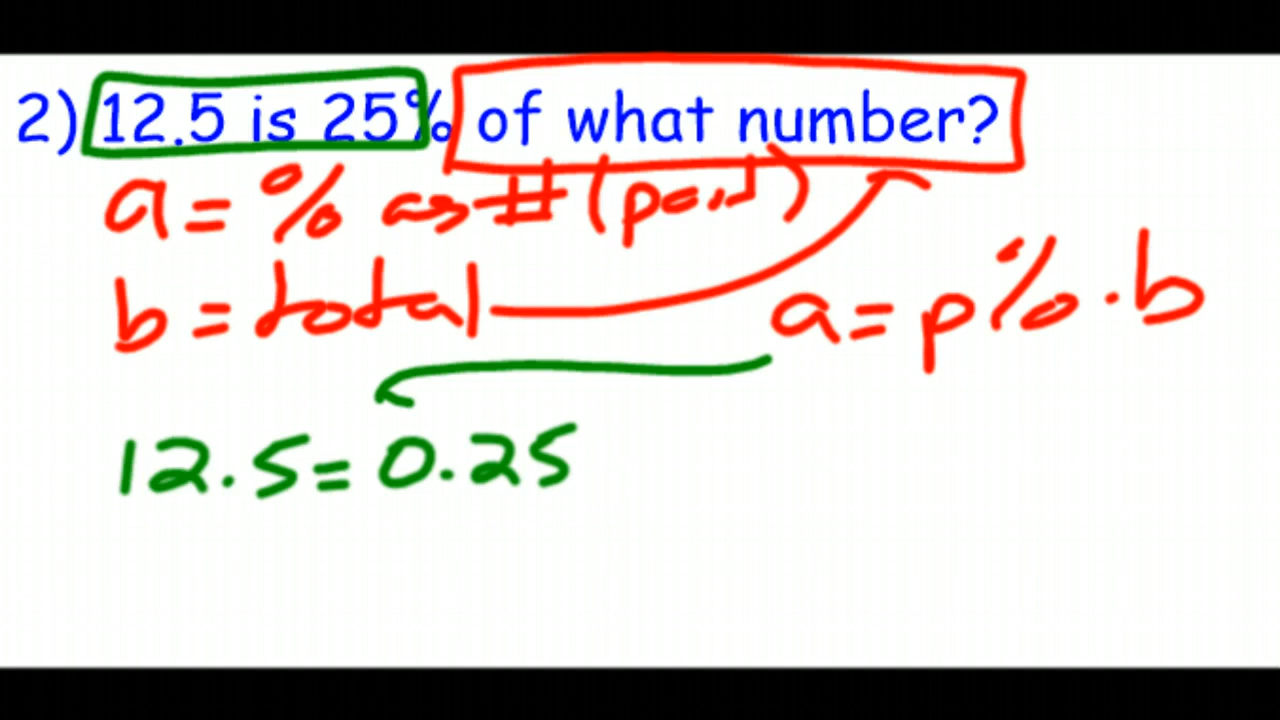 2) 12.5 is 25% of what number?
a = % as # (part)
b = total
a = p% · b
12.5 = 0.25